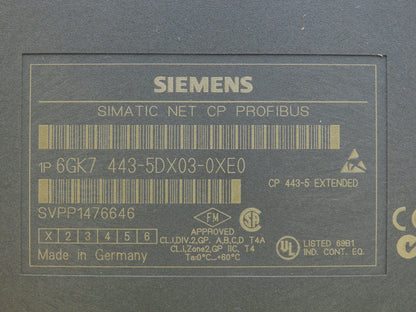 SIEMENS
SIMATIC NET CP PROFIBUS
1P 6GK7 443-5DX03-0XE0
CP 443-5 EXTENDED
SVPP1476646
X 2 3 4 5 6
Made in Germany
FM
APPROVED
CL.I,DIV.2,GP. A,B,C,D T4A
CL.I,Zone2,GP IIC, T4
Ta:0°C...+60°C
UL
LISTED 69B1
IND. CONT. EQ.